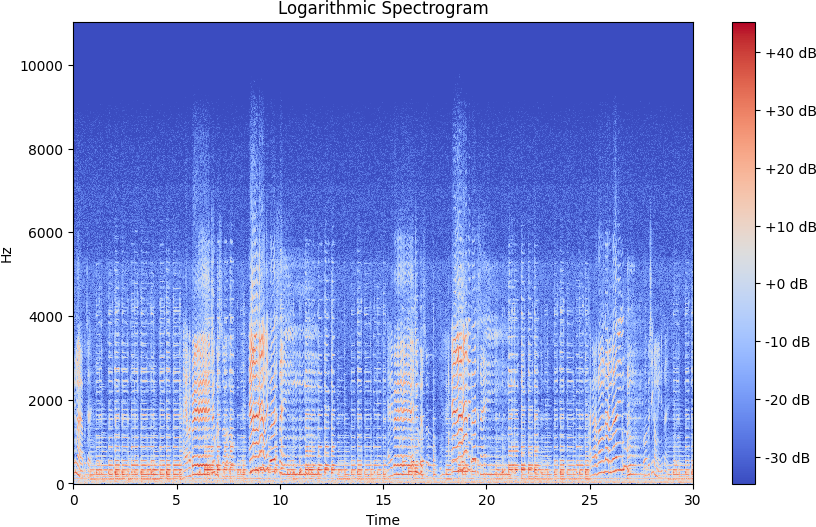 Logarithmic Spectrogram
Hz
10000
8000
6000
4000
2000
0
0 5 10 15 20 25 30
Time
+40 dB
+30 dB
+20 dB
+10 dB
+0 dB
-10 dB
-20 dB
-30 dB